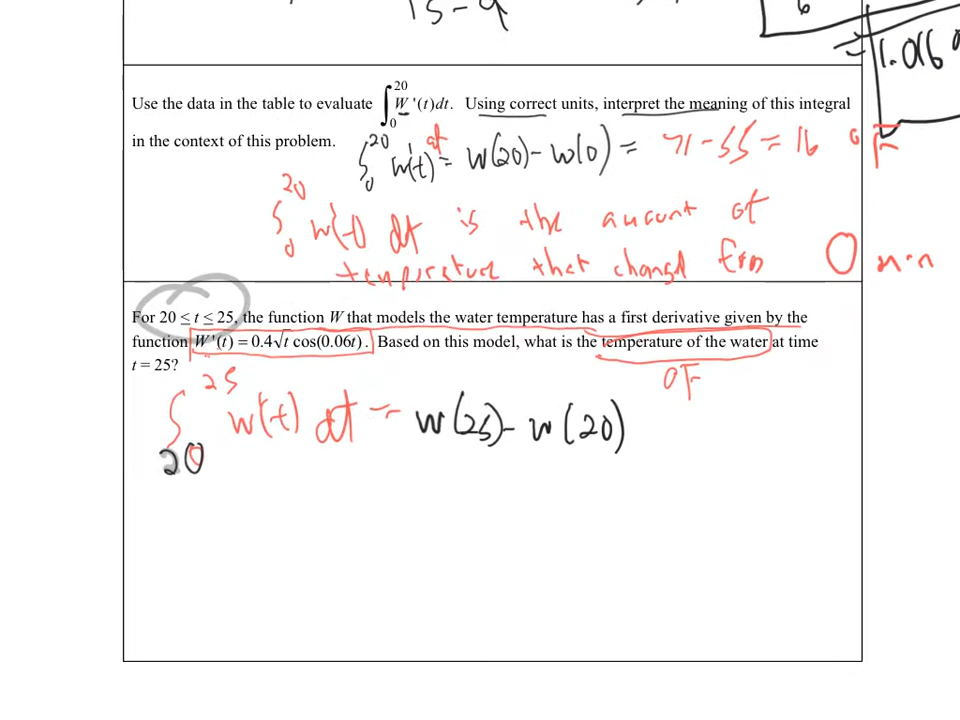 15-9
6
= 1.016
Use the data in the table to evaluate ∫₀²⁰ W '(t)dt. Using correct units, interpret the meaning of this integral
in the context of this problem.
∫₀²⁰ W'(t) dt = W(20) - W(0) = 71-55 = 16 °F
∫₀²⁰ W'(t) dt is the amount of
temperature that changd from 0 min
For 20 ≤ t ≤ 25, the function W that models the water temperature has a first derivative given by the
function W '(t) = 0.4√t cos(0.06t). Based on this model, what is the temperature of the water at time
t = 25?
°F
∫₂₀²⁵ W'(t) dt = W(25) - W(20)